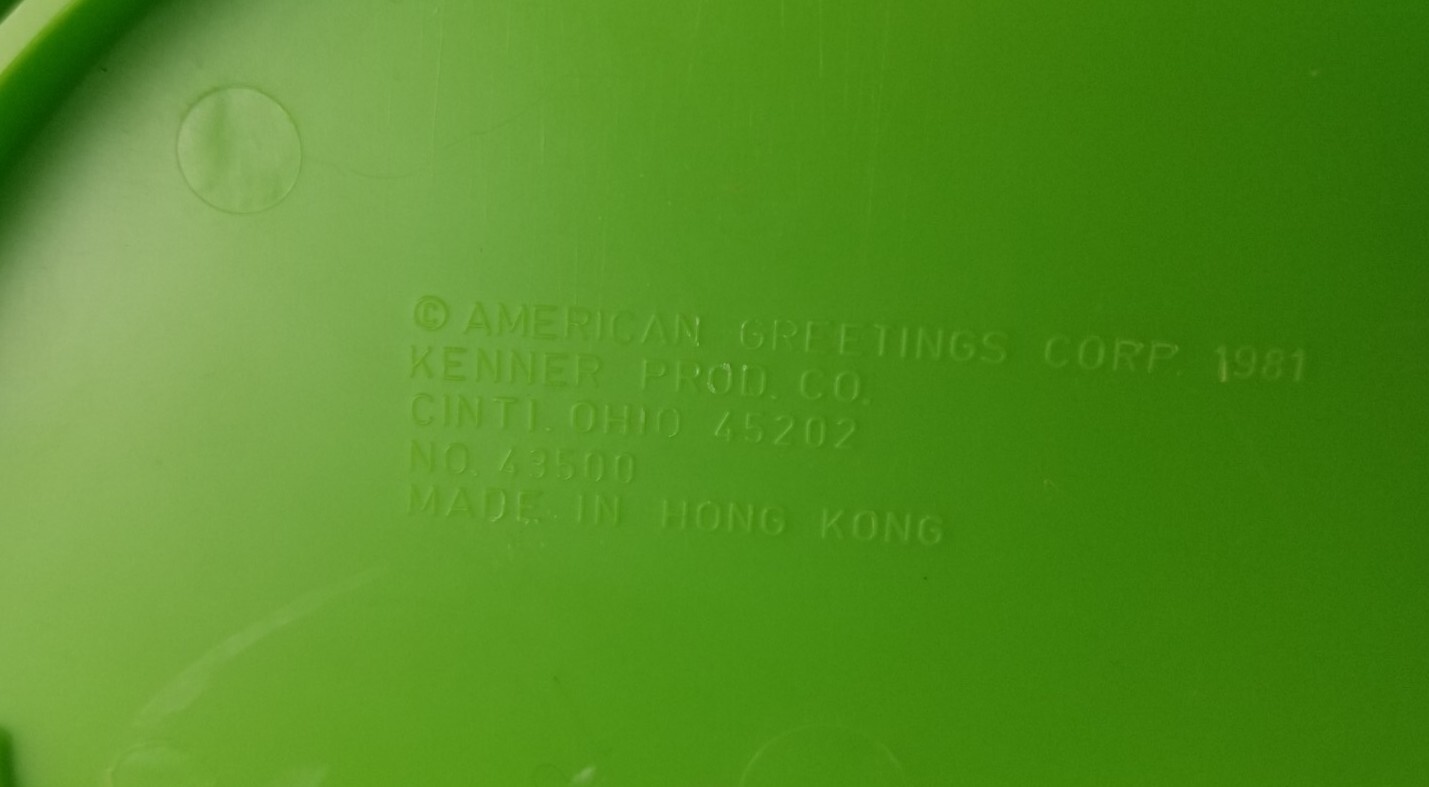 © AMERICAN GREETINGS CORP. 1981
KENNER PROD. CO.
CINTI. OHIO 45202
NO. 43500
MADE IN HONG KONG